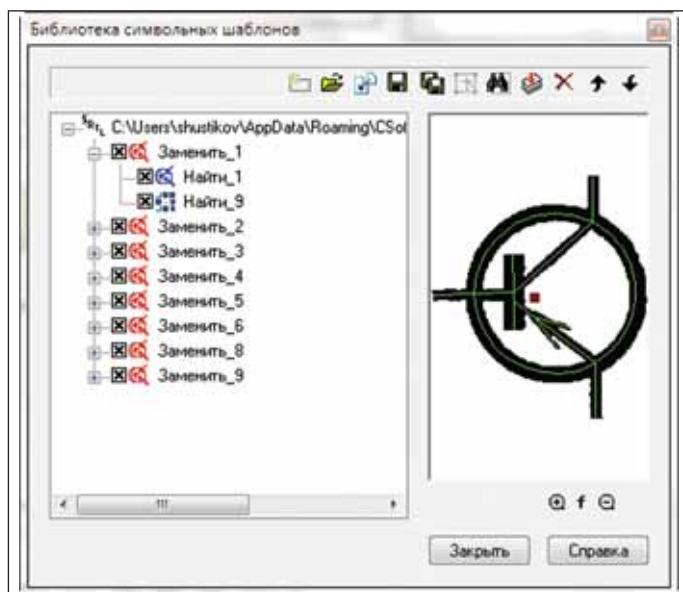 Библиотека символьных шаблонов
C:\Users\shustikov\AppData\Roaming\CSof
Заменить_1
Найти_1
Найти_9
Заменить_2
Заменить_3
Заменить_4
Заменить_5
Заменить_6
Заменить_8
Заменить_9
f
Закрыть
Справка